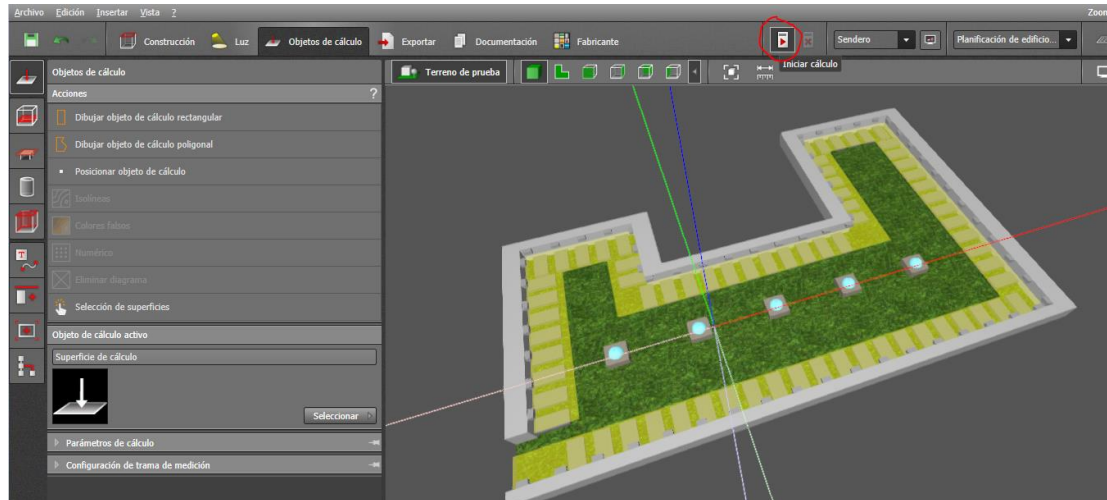 Archivo Edición Insertar Vista ?
Zoom
Construcción Luz Objetos de cálculo Exportar Documentación Fabricante Sendero Planificación de edificio...
Iniciar cálculo
Objetos de cálculo
Terreno de prueba
Acciones ?
Dibujar objeto de cálculo rectangular
Dibujar objeto de cálculo poligonal
Posicionar objeto de cálculo
Isolíneas
Colores falsos
Numérico
Eliminar diagrama
Selección de superficies
Objeto de cálculo activo
Superficie de cálculo
Seleccionar
Parámetros de cálculo
Configuración de trama de medición